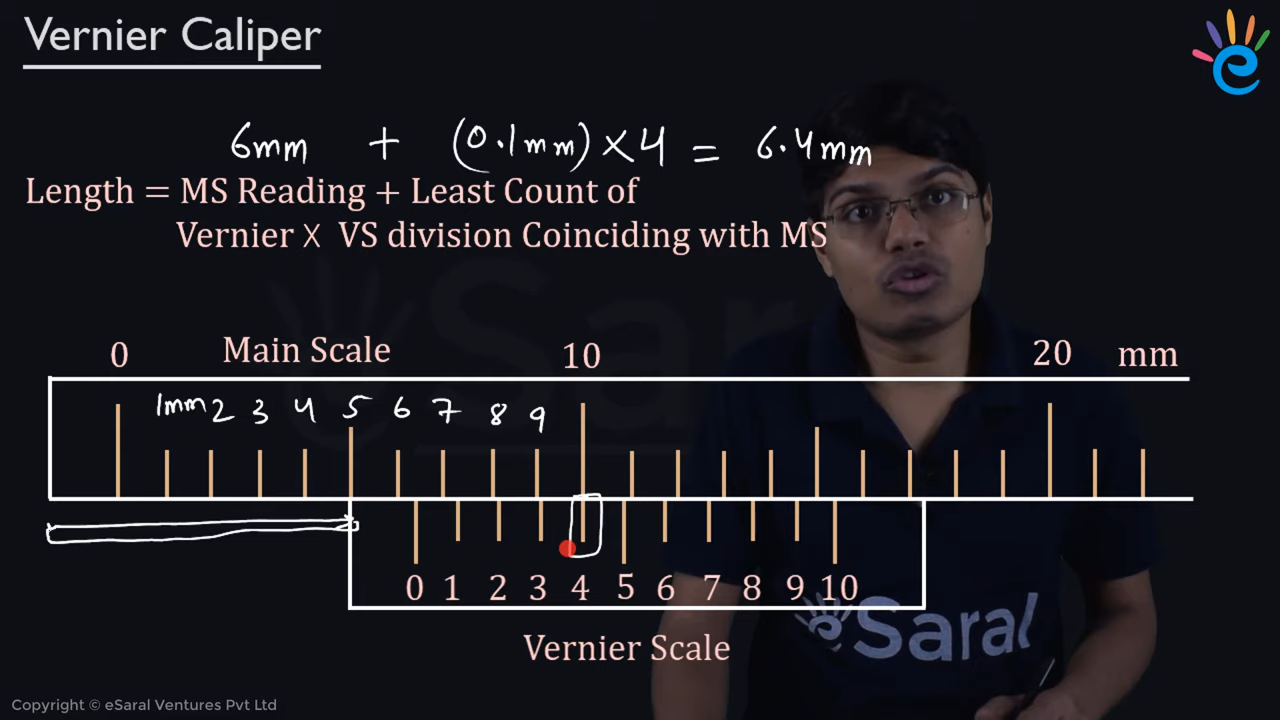 Vernier Caliper
6mm + (0.1mm) × 4 = 6.4mm
Length = MS Reading + Least Count of
Vernier X VS division Coinciding with MS
0 Main Scale 10 20 mm
1mm 2 3 4 5 6 7 8 9
0 1 2 3 4 5 6 7 8 9 10
eSaral
Vernier Scale
Copyright © eSaral Ventures Pvt Ltd